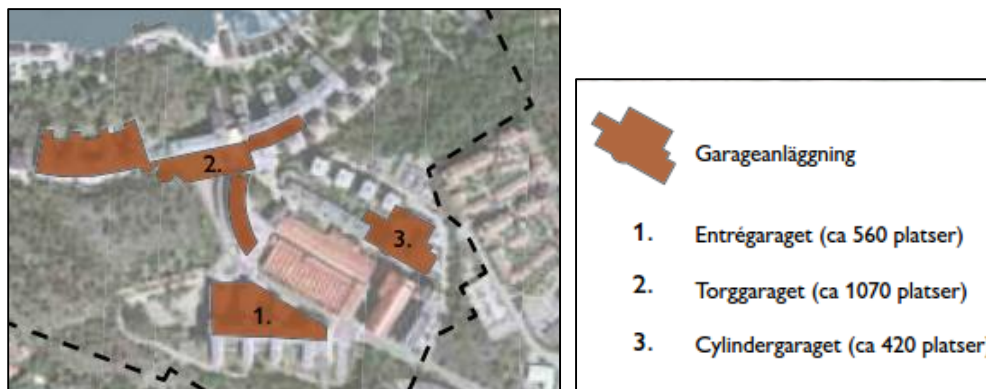 2.
3.
1.
Garageanläggning
1. Entrégaraget (ca 560 platser)
2. Torggaraget (ca 1070 platser)
3. Cylindergaraget (ca 420 platser)